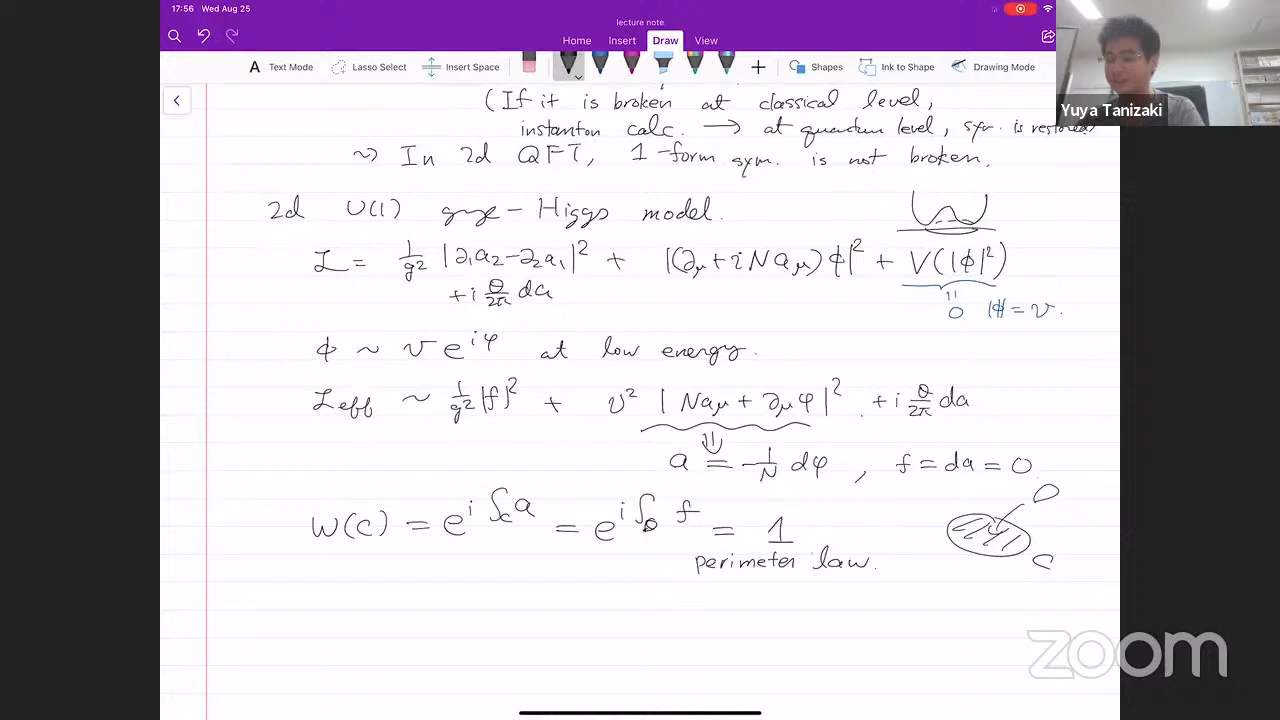 17:56 Wed Aug 25
lecture note
Home Insert Draw View
Text Mode Lasso Select Insert Space Shapes Ink to Shape Drawing Mode
Yuya Tanizaki
(If it is broken at classical level,
instanton calc. → at quantum level, sym. is restored)
⤳ In 2d QFT, 1-form sym. is not broken.
2d U(1) gauge-Higgs model.
ℒ = 1/g² |∂₁a₂-∂₂a₁|² + |(∂μ+iNaμ)ϕ|² + V(|ϕ|²)
+i θ/2π da
0 |ϕ|=v.
ϕ ~ v e^{iφ} at low energy.
ℒeff ~ 1/g² |f|² + v² |Naμ + ∂μφ|² + i θ/2π da
⇓
a = -1/N dφ, f = da = 0
D
W(C) = e^{i∫_C a} = e^{i∫_D f} = 1
perimeter law.
C
zoom